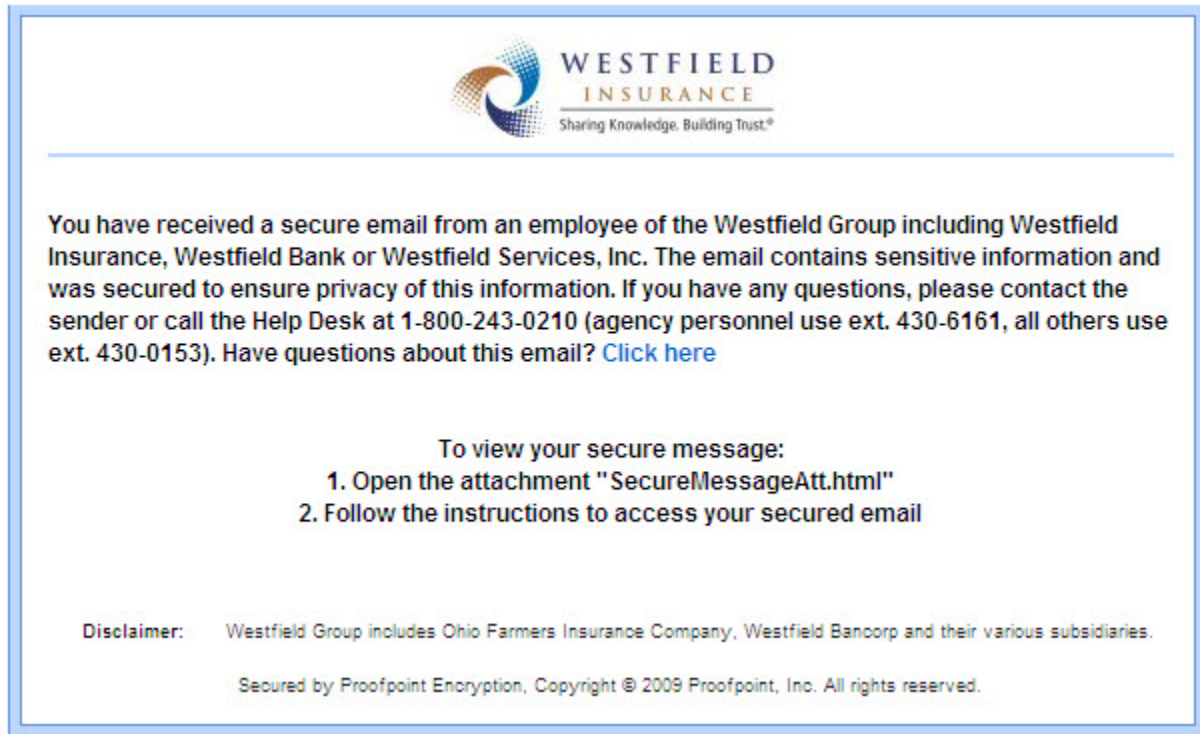 WESTFIELD
INSURANCE
Sharing Knowledge. Building Trust.®
You have received a secure email from an employee of the Westfield Group including Westfield
Insurance, Westfield Bank or Westfield Services, Inc. The email contains sensitive information and
was secured to ensure privacy of this information. If you have any questions, please contact the
sender or call the Help Desk at 1-800-243-0210 (agency personnel use ext. 430-6161, all others use
ext. 430-0153). Have questions about this email? Click here
To view your secure message:
1. Open the attachment "SecureMessageAtt.html"
2. Follow the instructions to access your secured email
Disclaimer: Westfield Group includes Ohio Farmers Insurance Company, Westfield Bancorp and their various subsidiaries.
Secured by Proofpoint Encryption, Copyright © 2009 Proofpoint, Inc. All rights reserved.